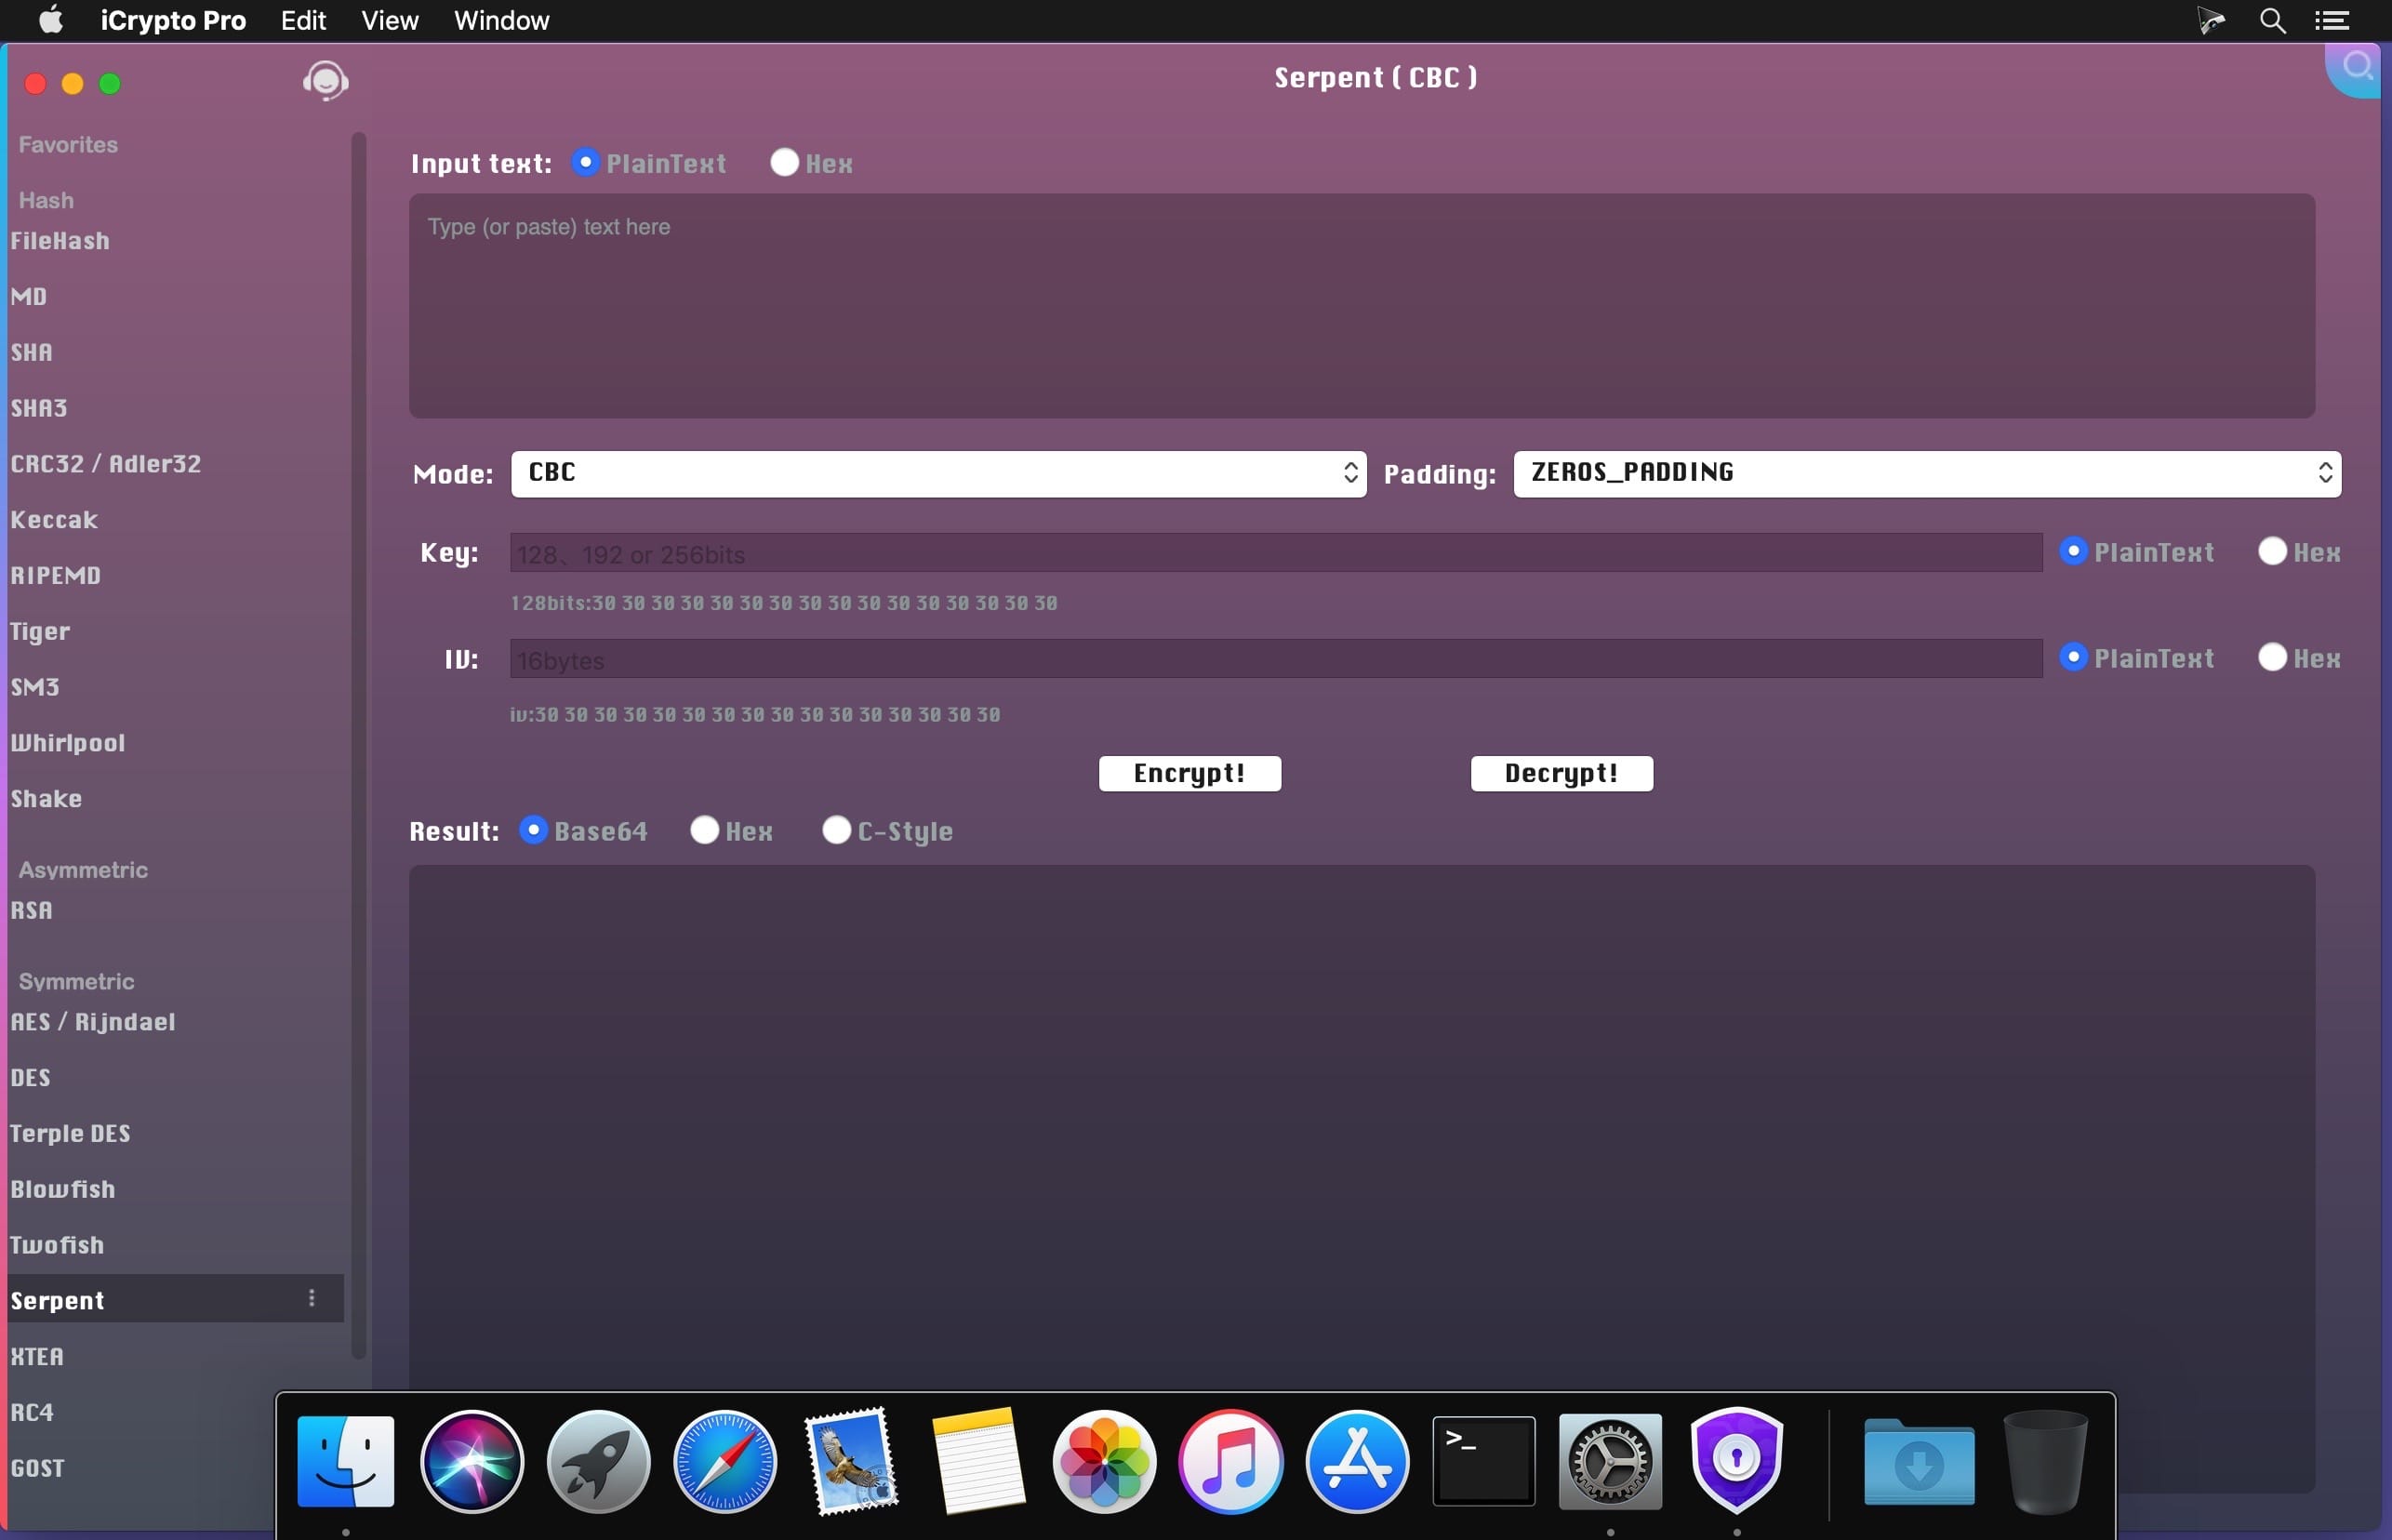 iCrypto Pro Edit View Window
Serpent ( CBC )
Favorites
Hash
FileHash
MD
SHA
SHA3
CRC32 / Adler32
Keccak
RIPEMD
Tiger
SM3
Whirlpool
Shake
Asymmetric
RSA
Symmetric
AES / Rijndael
DES
Terple DES
Blowfish
Twofish
Serpent
XTEA
RC4
GOST
Input text: PlainText Hex
Type (or paste) text here
Mode: CBC Padding: ZEROS_PADDING
Key: 128、192 or 256bits PlainText Hex
128bits:30 30 30 30 30 30 30 30 30 30 30 30 30 30 30 30
IV: 16bytes PlainText Hex
iv:30 30 30 30 30 30 30 30 30 30 30 30 30 30 30 30
Encrypt! Decrypt!
Result: Base64 Hex C-Style
>_